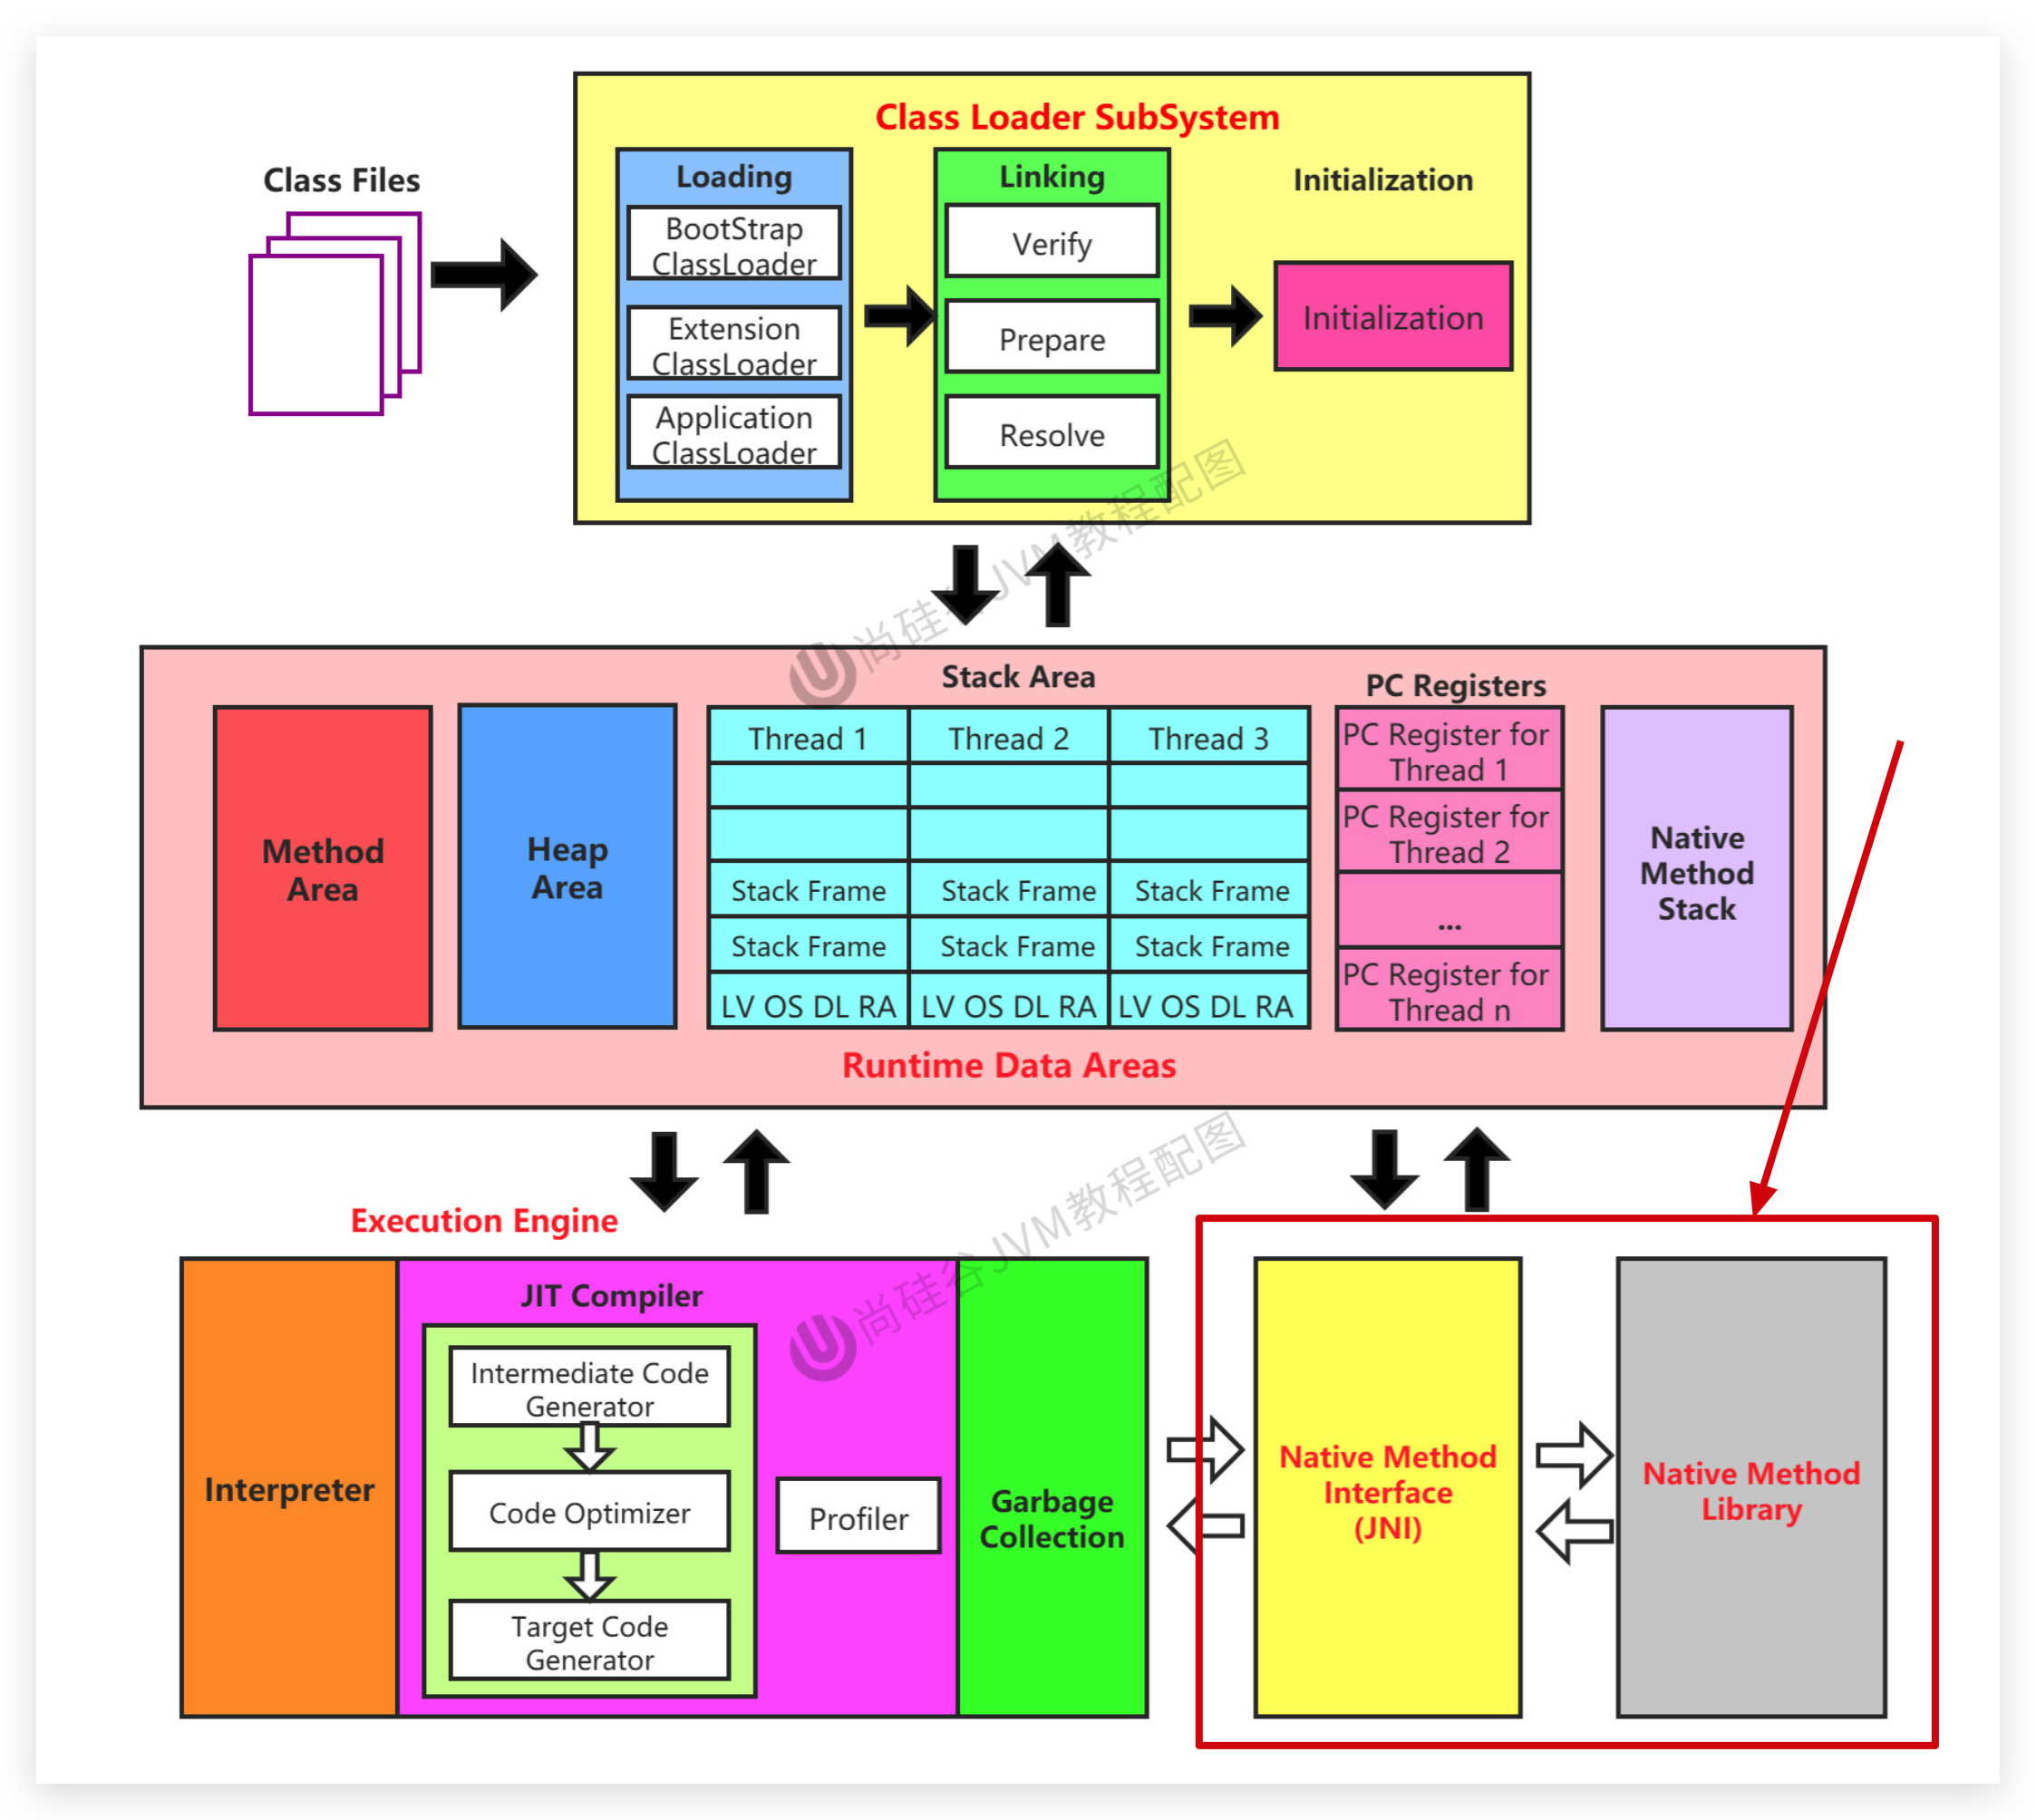 Class Loader SubSystem
Class Files
Loading
BootStrap
ClassLoader
Extension
ClassLoader
Application
ClassLoader
Linking
Verify
Prepare
Resolve
Initialization
Initialization
尚硅谷JVM教程配图
Stack Area
PC Registers
Method
Area
Heap
Area
Thread 1
Thread 2
Thread 3
Stack Frame
Stack Frame
Stack Frame
Stack Frame
Stack Frame
Stack Frame
LV OS DL RA
LV OS DL RA
LV OS DL RA
PC Register for
Thread 1
PC Register for
Thread 2
...
PC Register for
Thread n
Native
Method
Stack
Runtime Data Areas
尚硅谷JVM教程配图
Execution Engine
Interpreter
JIT Compiler
Intermediate Code
Generator
Code Optimizer
Target Code
Generator
Profiler
Garbage
Collection
Native Method
Interface
(JNI)
Native Method
Library